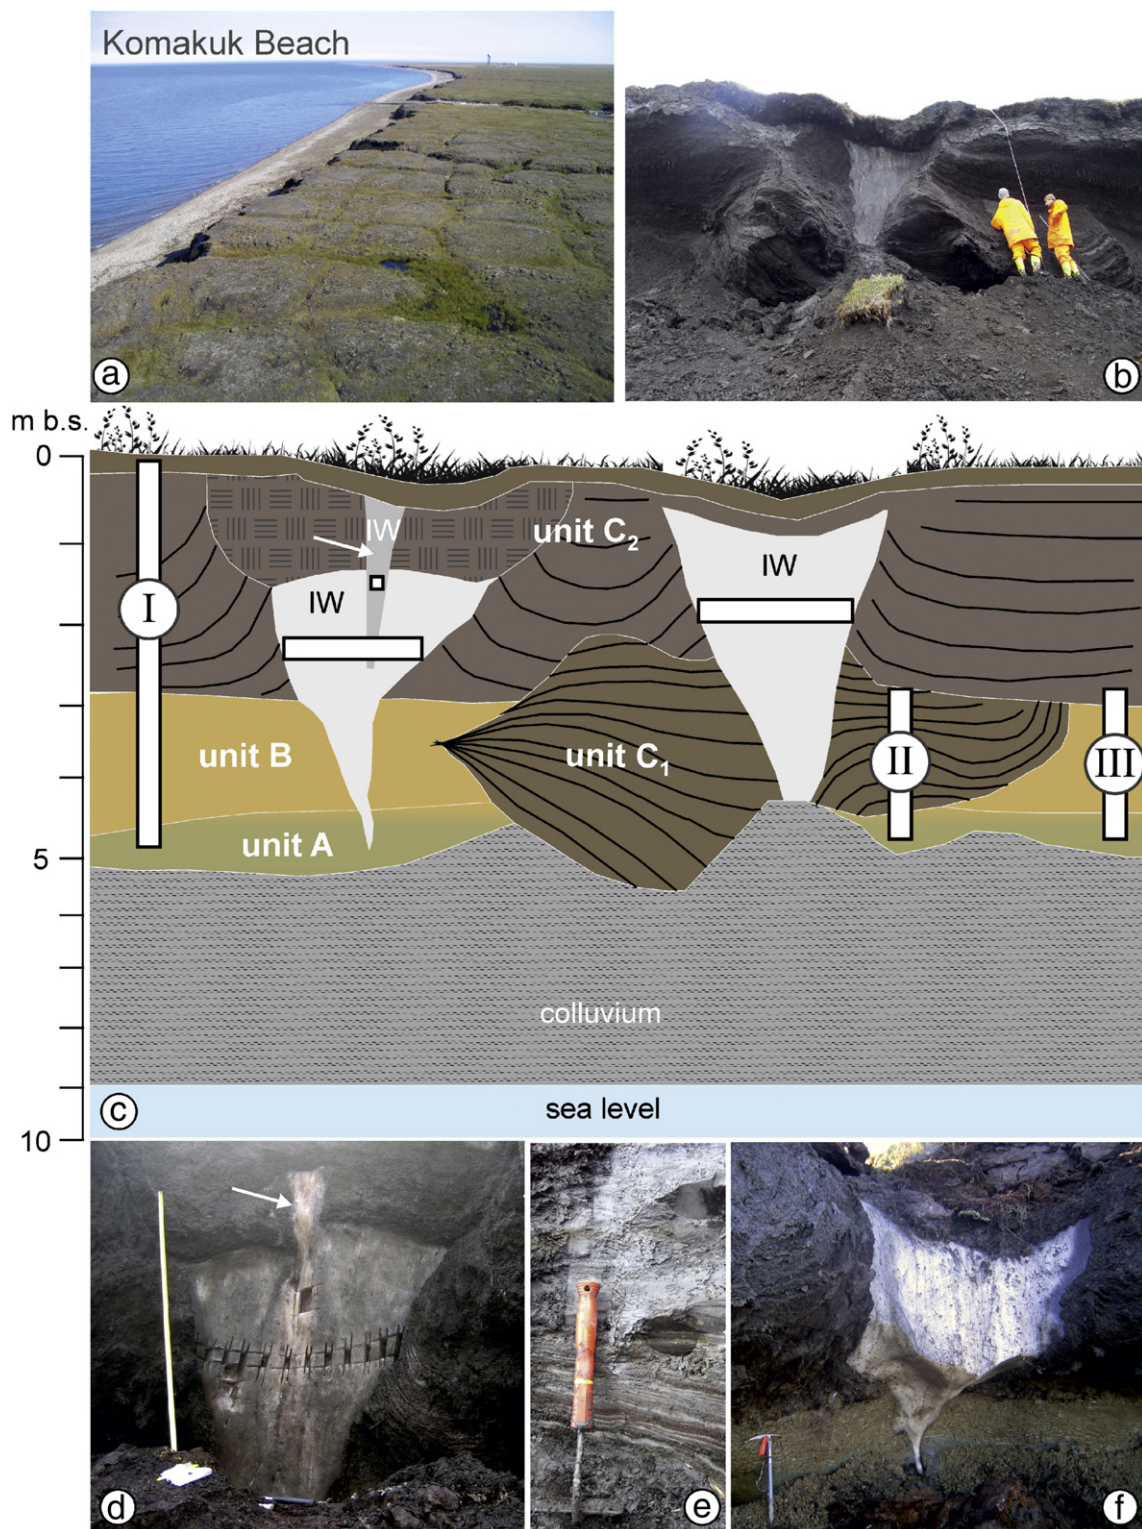 Komakuk Beach
a
b
m b.s.
0
IW
unit C2
IW
IW
I
unit B
unit C1
II
III
unit A
5
colluvium
c
sea level
10
d
e
f